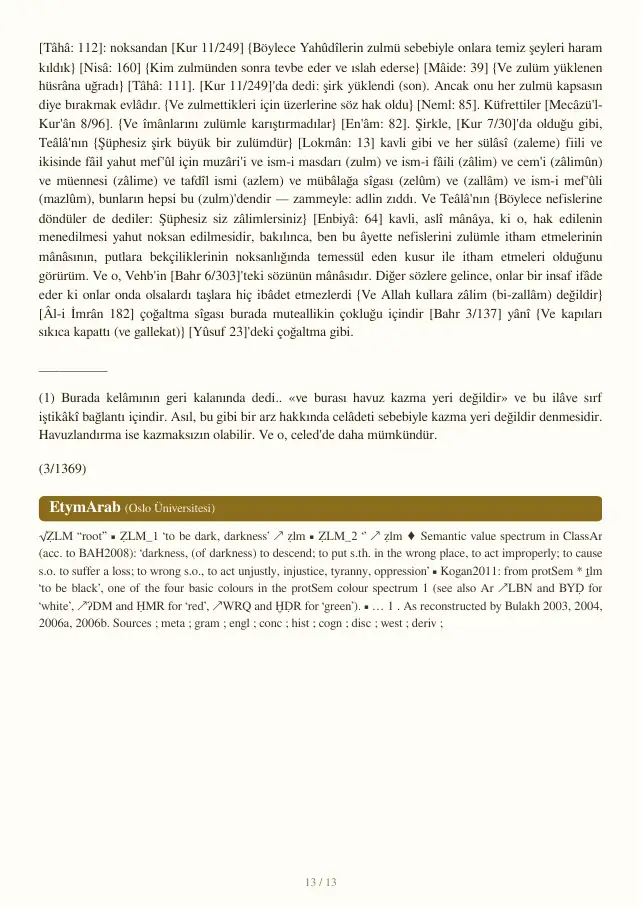 [Tâhâ: 112]: noksandan [Kur 11/249] {Böylece Yahûdîlerin zulmü sebebiyle onlara temiz şeyleri haram
kıldık} [Nisâ: 160] {Kim zulmünden sonra tevbe eder ve ıslah ederse} [Mâide: 39] {Ve zulüm yüklenen
hüsrâna uğradı} [Tâhâ: 111]. [Kur 11/249]'da dedi: şirk yüklendi (son). Ancak onu her zulmü kapsasın
diye bırakmak evlâdır. {Ve zulmettikleri için üzerlerine söz hak oldu} [Neml: 85]. Küfrettiler [Mecâzü'l-
Kur'ân 8/96]. {Ve îmânlarını zulümle karıştırmadılar} [En'âm: 82]. Şirkle, [Kur 7/30]'da olduğu gibi,
Teâlâ'nın {Şüphesiz şirk büyük bir zulümdür} [Lokmân: 13] kavli gibi ve her sülâsî (zaleme) fiili ve
ikisinde fâil yahut mef'ûl için muzâri'i ve ism-i masdarı (zulm) ve ism-i fâili (zâlim) ve cem'i (zâlimûn)
ve müennesi (zâlime) ve tafdîl ismi (azlem) ve mübâlağa sîgası (zelûm) ve (zallâm) ve ism-i mef'ûli
(mazlûm), bunların hepsi bu (zulm)'dendir — zammeyle: adlin zıddı. Ve Teâlâ'nın {Böylece nefislerine
döndüler de dediler: Şüphesiz siz zâlimlersiniz} [Enbiyâ: 64] kavli, aslî mânâya, ki o, hak edilenin
menedilmesi yahut noksan edilmesidir, bakılınca, ben bu âyette nefislerini zulümle itham etmelerinin
mânâsının, putlara bekçiliklerinin noksanlığında temessül eden kusur ile itham etmeleri olduğunu
görürüm. Ve o, Vehb'in [Bahr 6/303]'teki sözünün mânâsıdır. Diğer sözlere gelince, onlar bir insaf ifâde
eder ki onlar onda olsalardı taşlara hiç ibâdet etmezlerdi {Ve Allah kullara zâlim (bi-zallâm) değildir}
[Âl-i İmrân 182] çoğaltma sîgası burada muteallikin çokluğu içindir [Bahr 3/137] yânî {Ve kapıları
sıkıca kapattı (ve gallekat)} [Yûsuf 23]'deki çoğaltma gibi.
(1) Burada kelâmının geri kalanında dedi.. «ve burası havuz kazma yeri değildir» ve bu ilâve sırf
iştikâkî bağlantı içindir. Asıl, bu gibi bir arz hakkında celâdeti sebebiyle kazma yeri değildir denmesidir.
Havuzlandırma ise kazmaksızın olabilir. Ve o, celed'de daha mümkündür.
(3/1369)
EtymArab (Oslo Üniversitesi)
√ẒLM “root” ▪ ẒLM_1 ‘to be dark, darkness’ ↗ ẓlm ▪ ẒLM_2 ‘’ ↗ ẓlm ♦ Semantic value spectrum in ClassAr
(acc. to BAH2008): ‘darkness, (of darkness) to descend; to put s.th. in the wrong place, to act improperly; to cause
s.o. to suffer a loss; to wrong s.o., to act unjustly, injustice, tyranny, oppression’ ▪ Kogan2011: from protSem * ṯ̣lm
‘to be black’, one of the four basic colours in the protSem colour spectrum 1 (see also Ar ↗LBN and BYḌ for
‘white’, ↗ʔDM and ḤMR for ‘red’, ↗WRQ and ḪḌR for ‘green’). ▪ … 1 . As reconstructed by Bulakh 2003, 2004,
2006a, 2006b. Sources ; meta ; gram ; engl ; conc ; hist ; cogn ; disc ; west ; deriv ;
13 / 13